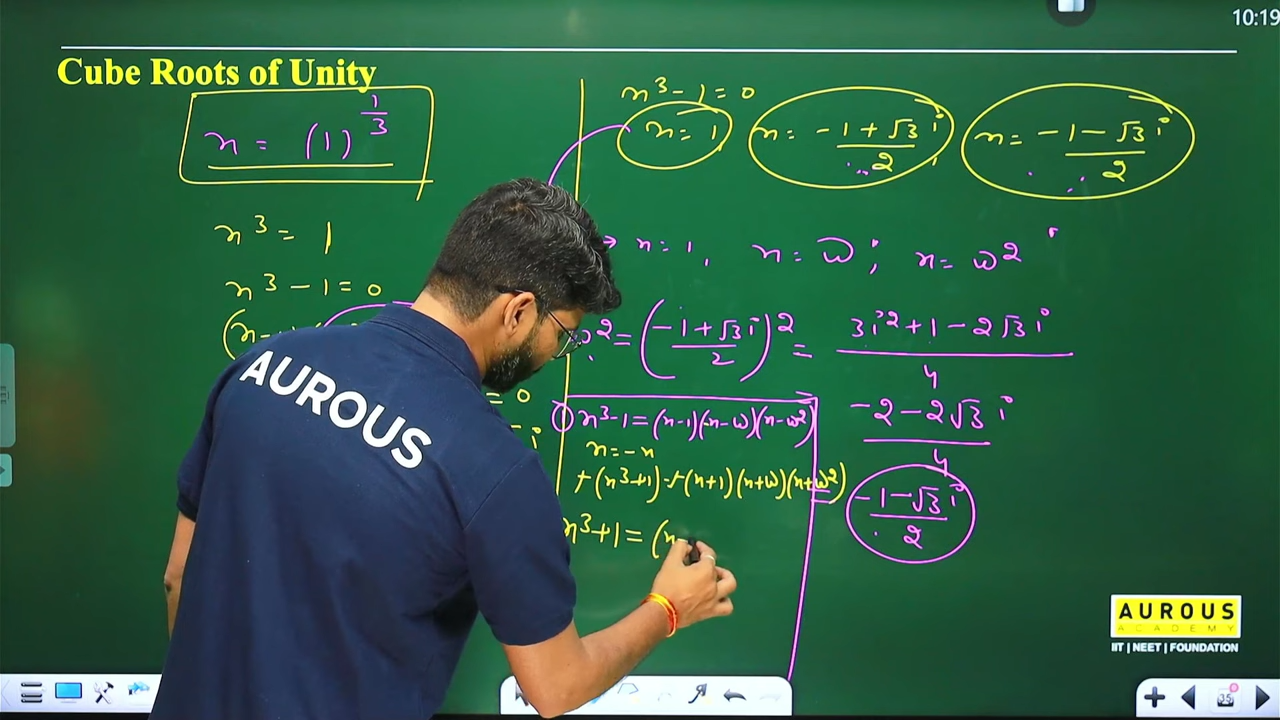 10:19
Cube Roots of Unity
x = (1)^{1/3}
x³ = 1
x³ - 1 = 0
= 0
i
x³ - 1 = 0
x = 1
x = (-1 + √3 i)/2
x = (-1 - √3 i)/2
→ x = 1, x = ω ; x = ω²
ω² = ((-1 + √3 i)/2)² = (3i² + 1 - 2√3 i)/4
(-2 - 2√3 i)/4
(-1 - √3 i)/2
① x³ - 1 = (x-1)(x-ω)(x-ω²)
x = -x
+(x³+1) = +(x+1)(x+ω)(x+ω²)
x³ + 1 = (x
AUROUS
AUROUS
ACADEMY
IIT | NEET | FOUNDATION
35